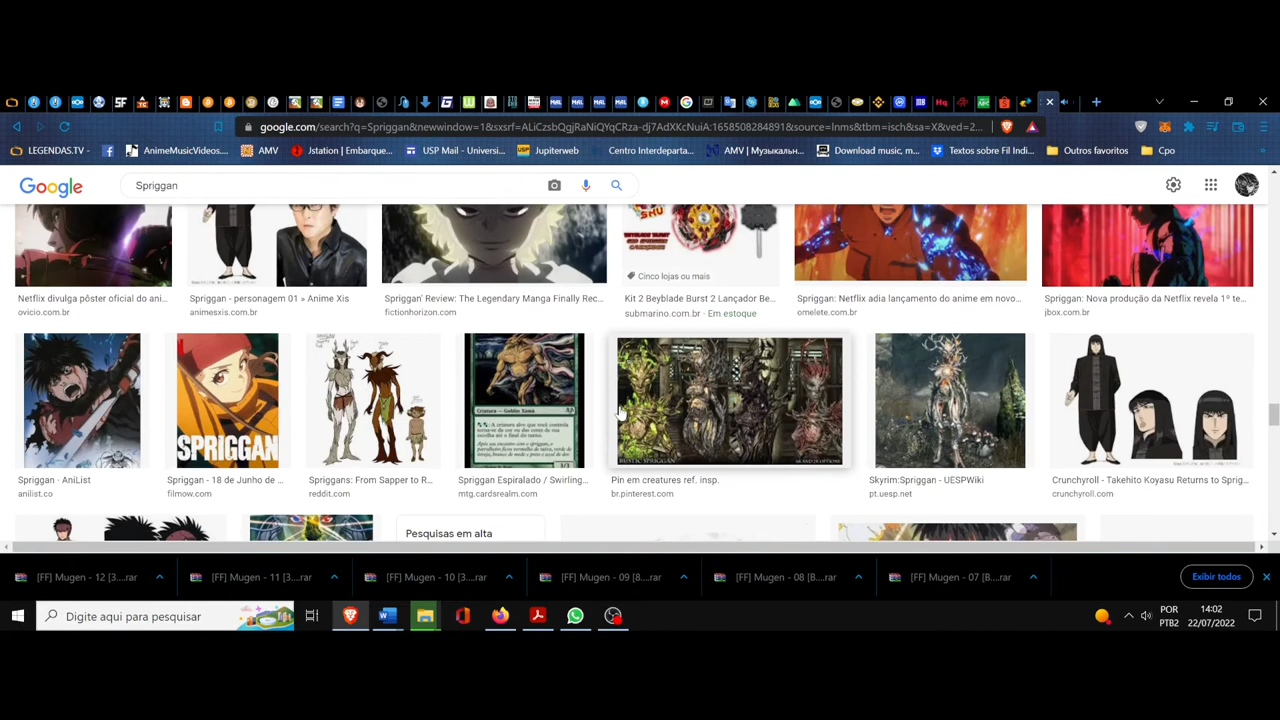 LEGENDAS.TV - C...
AnimeMusicVideos...
AMV
Jstation | Embarque...
USP Mail - Universi...
Jupiterweb
Centro Interdeparta...
AMV | Музыкальн...
Download music, m...
Textos sobre Fil Indi...
Outros favoritos
Cpo
google.com/search?q=Spriggan&newwindow=1&sxsrf=ALiCzsbQgjRaNiQYqCRza-dj7AdXKcNuiA:1658508284891&source=lnms&tbm=isch&sa=X&ved=2...
Google
Spriggan
Cinco lojas ou mais
Netflix divulga pôster oficial do ani...
ovicio.com.br
Spriggan - personagem 01 » Anime Xis
animesxis.com.br
Spriggan' Review: The Legendary Manga Finally Rec...
fictionhorizon.com
Kit 2 Beyblade Burst 2 Lançador Be...
submarino.com.br - Em estoque
Spriggan: Netflix adia lançamento do anime em novo...
omelete.com.br
Spriggan: Nova produção da Netflix revela 1º te...
jbox.com.br
SPRIGGAN
Criatura — Goblin Xamã
RUSTIC SPRIGGAN
Spriggan · AniList
anilist.co
Spriggan - 18 de Junho de ...
filmow.com
Spriggans: From Sapper to R...
reddit.com
Spriggan Espiralado / Swirling...
mtg.cardsrealm.com
Pin em creatures ref. insp.
br.pinterest.com
Skyrim:Spriggan - UESPWiki
pt.uesp.net
Crunchyroll - Takehito Koyasu Returns to Sprig...
crunchyroll.com
Pesquisas em alta
[FF] Mugen - 12 [3....rar
[FF] Mugen - 11 [3....rar
[FF] Mugen - 10 [3....rar
[FF] Mugen - 09 [8....rar
[FF] Mugen - 08 [B....rar
[FF] Mugen - 07 [B....rar
Exibir todos
Digite aqui para pesquisar
POR
PTB2
14:02
22/07/2022